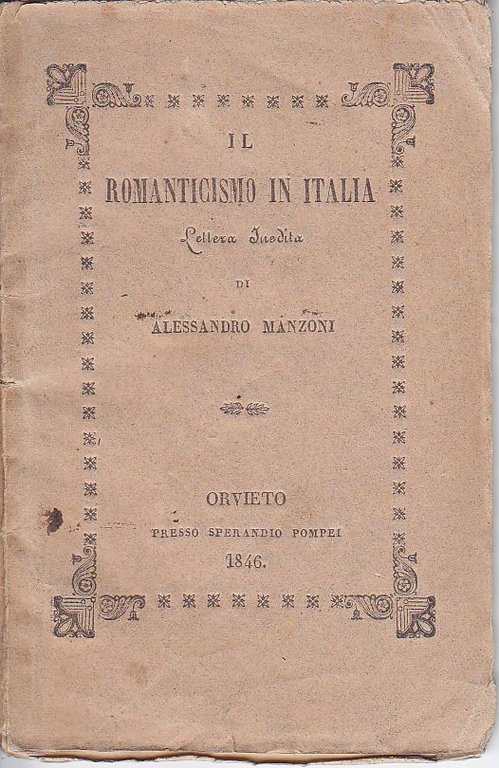 IL
ROMANTICISMO IN ITALIA
Lettera Inedita
DI
ALESSANDRO MANZONI
ORVIETO
PRESSO SPERANDIO POMPEI
1846.